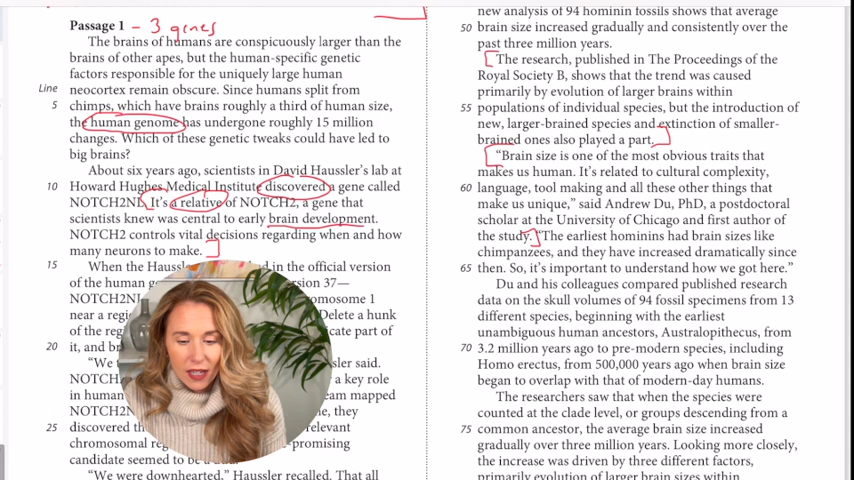 Passage 1 - 3 genes
The brains of humans are conspicuously larger than the
brains of other apes, but the human-specific genetic
factors responsible for the uniquely large human
Line neocortex remain obscure. Since humans split from
5 chimps, which have brains roughly a third of human size,
the human genome has undergone roughly 15 million
changes. Which of these genetic tweaks could have led to
big brains?
About six years ago, scientists in David Haussler's lab at
10 Howard Hughes Medical Institute discovered a gene called
NOTCH2NL. It's a relative of NOTCH2, a gene that
scientists knew was central to early brain development.
NOTCH2 controls vital decisions regarding when and how
many neurons to make.
15 When the Hauss in the official version
of the human g rsion 37—
NOTCH2NL omosome 1
near a regi Delete a hunk
of the reg icate part of
20 it, and br
"We t ssler said.
NOTCH a key role
in human eam mapped
NOTCH2N e, they
25 discovered th relevant
chromosomal reg promising
candidate seemed to be a
"We were downhearted," Haussler recalled. That all
new analysis of 94 hominin fossils shows that average
50 brain size increased gradually and consistently over the
past three million years.
The research, published in The Proceedings of the
Royal Society B, shows that the trend was caused
primarily by evolution of larger brains within
55 populations of individual species, but the introduction of
new, larger-brained species and extinction of smaller-
brained ones also played a part.
"Brain size is one of the most obvious traits that
makes us human. It's related to cultural complexity,
60 language, tool making and all these other things that
make us unique," said Andrew Du, PhD, a postdoctoral
scholar at the University of Chicago and first author of
the study. "The earliest hominins had brain sizes like
chimpanzees, and they have increased dramatically since
65 then. So, it's important to understand how we got here."
Du and his colleagues compared published research
data on the skull volumes of 94 fossil specimens from 13
different species, beginning with the earliest
unambiguous human ancestors, Australopithecus, from
70 3.2 million years ago to pre-modern species, including
Homo erectus, from 500,000 years ago when brain size
began to overlap with that of modern-day humans.
The researchers saw that when the species were
counted at the clade level, or groups descending from a
75 common ancestor, the average brain size increased
gradually over three million years. Looking more closely,
the increase was driven by three different factors,
primarily evolution of larger brain sizes within